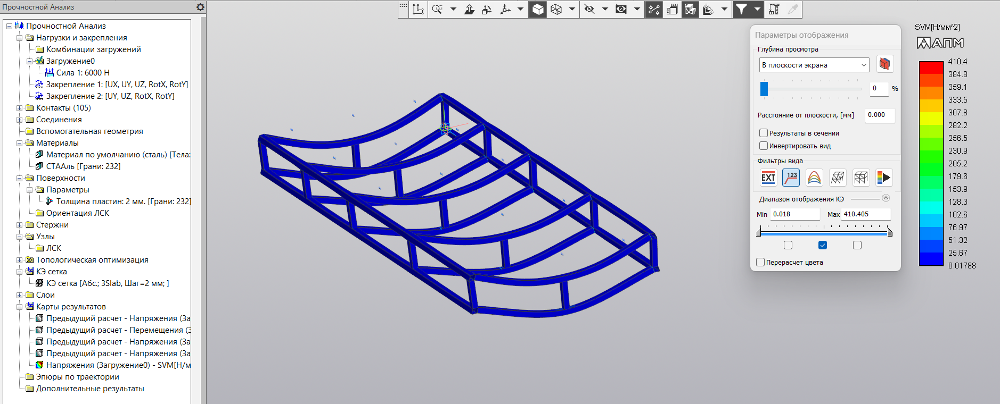 Прочностной Анализ
Прочностной Анализ
Нагрузки и закрепления
Комбинации загружений
Загружение0
Сила 1: 6000 Н
Закрепление 1: [UX, UY, UZ, RotX, RotY]
Закрепление 2: [UY, UZ, RotX, RotY]
Контакты (105)
Соединения
Вспомогательная геометрия
Материалы
Материал по умолчанию (сталь) [Тела:
СТААль [Грани: 232]
Поверхности
Параметры
Толщина пластин: 2 мм. [Грани: 232]
Ориентация ЛСК
Стержни
Узлы
ЛСК
Топологическая оптимизация
КЭ сетка
КЭ сетка [Абс.; 3Slab, Шаг=2 мм; ]
Слои
Карты результатов
Предыдущий расчет - Напряжения (За
Предыдущий расчет - Перемещения (З
Предыдущий расчет - Напряжения (За
Предыдущий расчет - Напряжения (За
Напряжения (Загружение0) - SVM[Н/м
Эпюры по траектории
Дополнительные результаты
Параметры отображения
Глубина просмотра
В плоскости экрана
0 %
Расстояние от плоскости, [мм] 0.000
Результаты в сечении
Инвертировать вид
Фильтры вида
EXT 123
Диапазон отображения КЭ
Min 0.018 Max 410.405
Перерасчет цвета
SVM[Н/мм^2]
АПМ
410.4
384.8
359.1
333.5
307.8
282.2
256.5
230.9
205.2
179.6
153.9
128.3
102.6
76.97
51.32
25.67
0.01788